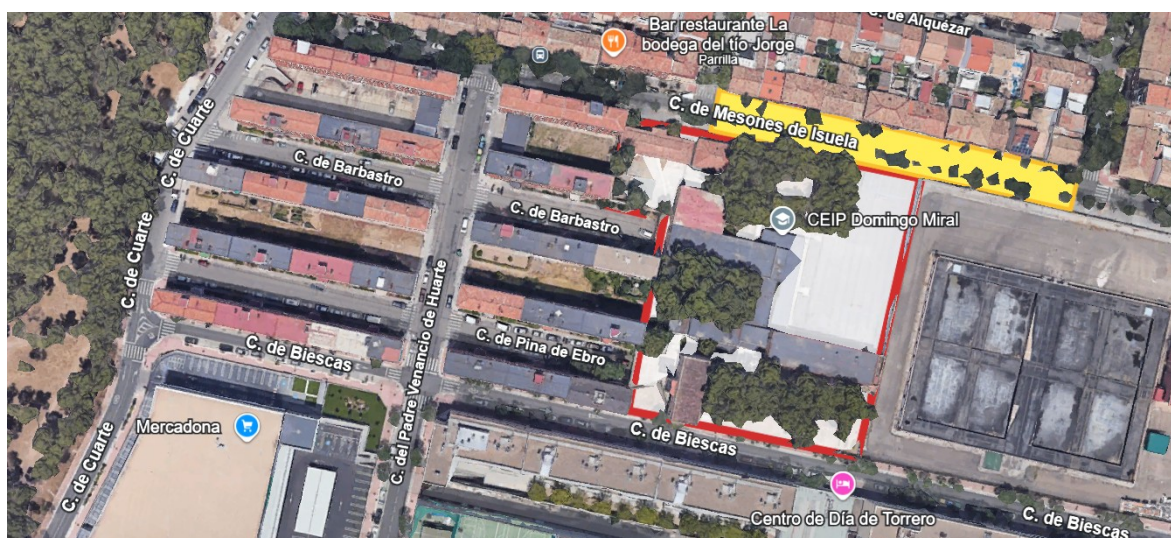 C. de Alquézar
Bar restaurante La
bodega del tío Jorge
Parrilla
C. de Mesones de Isuela
C. de Cuarte
C. de Barbastro
C. de Barbastro
CEIP Domingo Miral
C. de Cuarte
C. del Padre Venancio de Huarte
C. de Pina de Ebro
C. de Biescas
Mercadona
C. de Biescas
C. de Cuarte
Centro de Día de Torrero
C. de Biescas